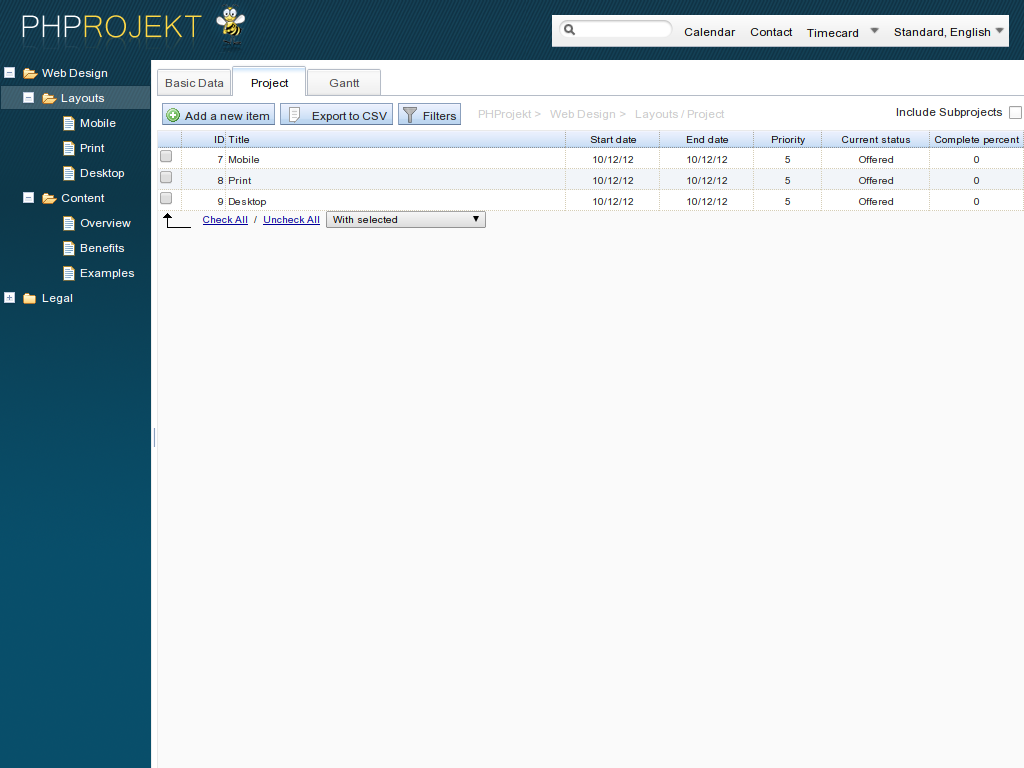 PHPROJEKT
Calendar Contact Timecard Standard, English
Web Design
Layouts
Mobile
Print
Desktop
Content
Overview
Benefits
Examples
Legal
Basic Data Project Gantt
Add a new item Export to CSV Filters PHProjekt > Web Design > Layouts / Project Include Subprojects
ID Title Start date End date Priority Current status Complete percent
7 Mobile 10/12/12 10/12/12 5 Offered 0
8 Print 10/12/12 10/12/12 5 Offered 0
9 Desktop 10/12/12 10/12/12 5 Offered 0
Check All / Uncheck All With selected